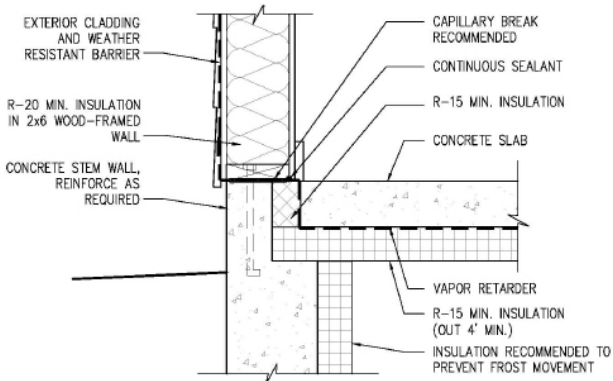 EXTERIOR CLADDING
AND WEATHER
RESISTANT BARRIER
R-20 MIN. INSULATION
IN 2x6 WOOD-FRAMED
WALL
CONCRETE STEM WALL,
REINFORCE AS
REQUIRED
CAPILLARY BREAK
RECOMMENDED
CONTINUOUS SEALANT
R-15 MIN. INSULATION
CONCRETE SLAB
VAPOR RETARDER
R-15 MIN. INSULATION
(OUT 4' MIN.)
INSULATION RECOMMENDED TO
PREVENT FROST MOVEMENT